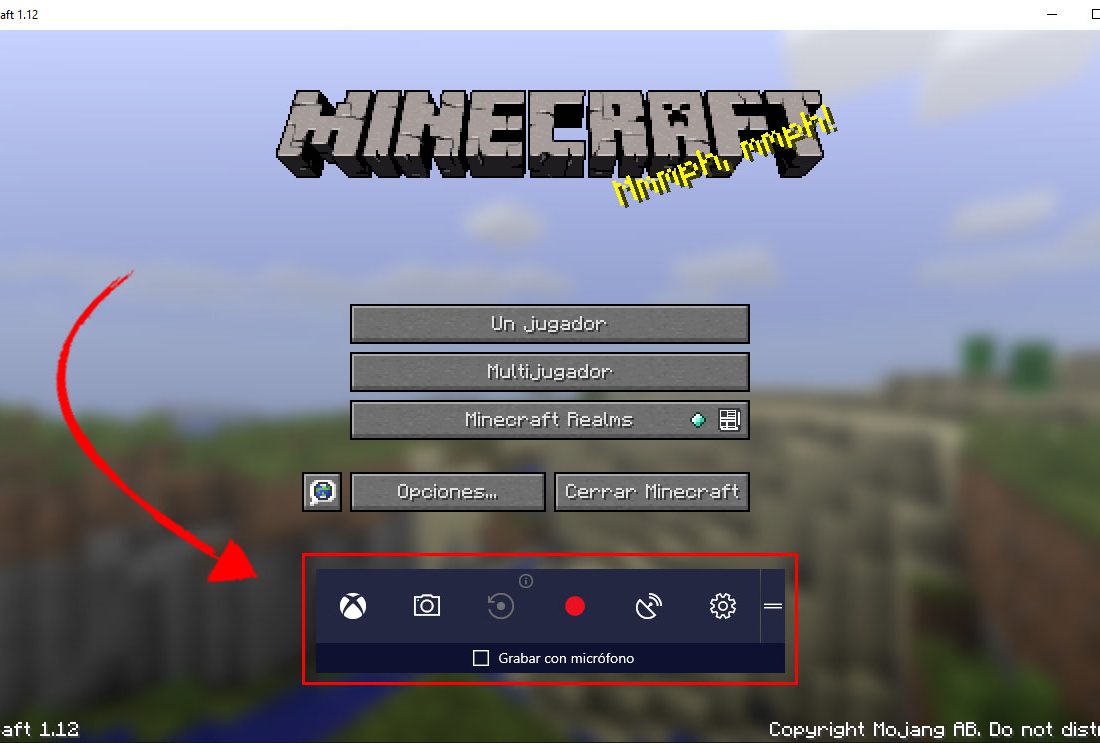 aft 1.12
MINECRAFT
Mmmph, mmph!
Un jugador
Multijugador
Minecraft Realms
Opciones...
Cerrar Minecraft
Grabar con micrófono
aft 1.12
Copyright Mojang AB. Do not distr